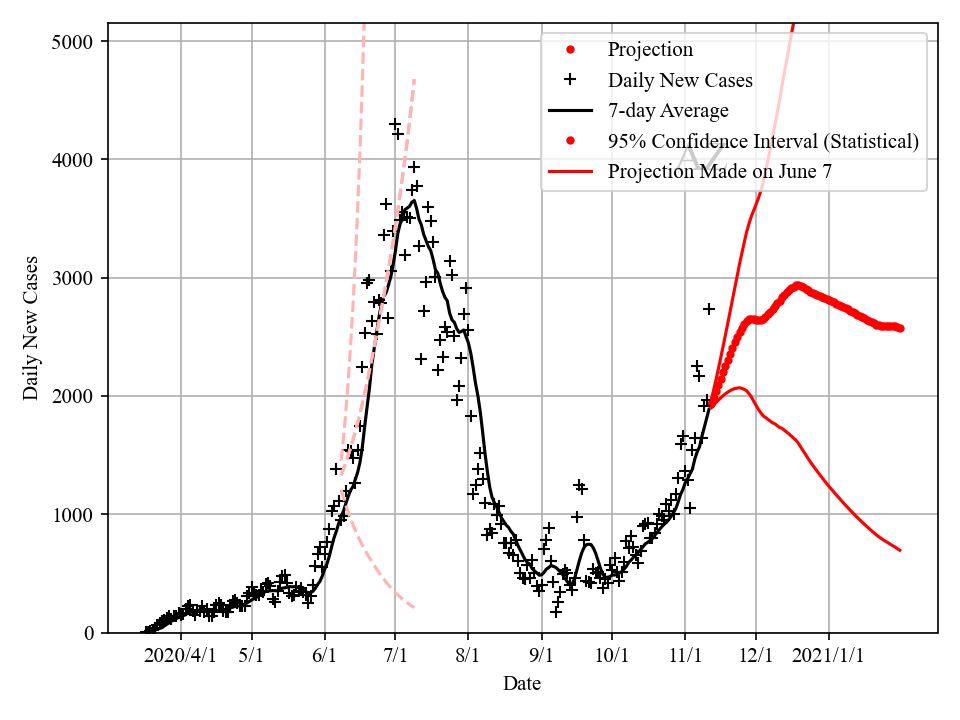 5000
4000
3000
2000
1000
0
Daily New Cases
2020/4/1 5/1 6/1 7/1 8/1 9/1 10/1 11/1 12/1 2021/1/1
Date
Projection
Daily New Cases
7-day Average
95% Confidence Interval (Statistical)
Projection Made on June 7
AZ